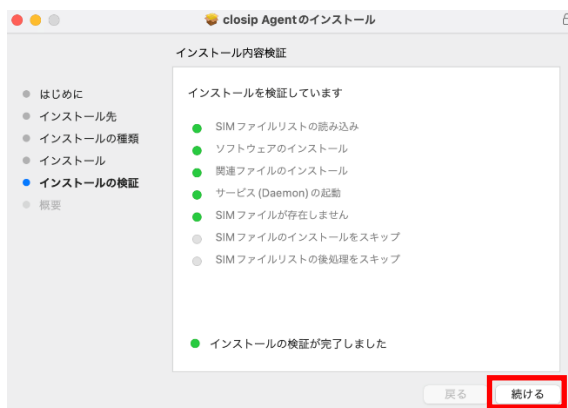 closip Agentのインストール
インストール内容検証
はじめに
インストール先
インストールの種類
インストール
インストールの検証
概要
インストールを検証しています
SIMファイルリストの読み込み
ソフトウェアのインストール
関連ファイルのインストール
サービス(Daemon)の起動
SIMファイルが存在しません
SIMファイルのインストールをスキップ
SIMファイルリストの後処理をスキップ
インストールの検証が完了しました
戻る
続ける